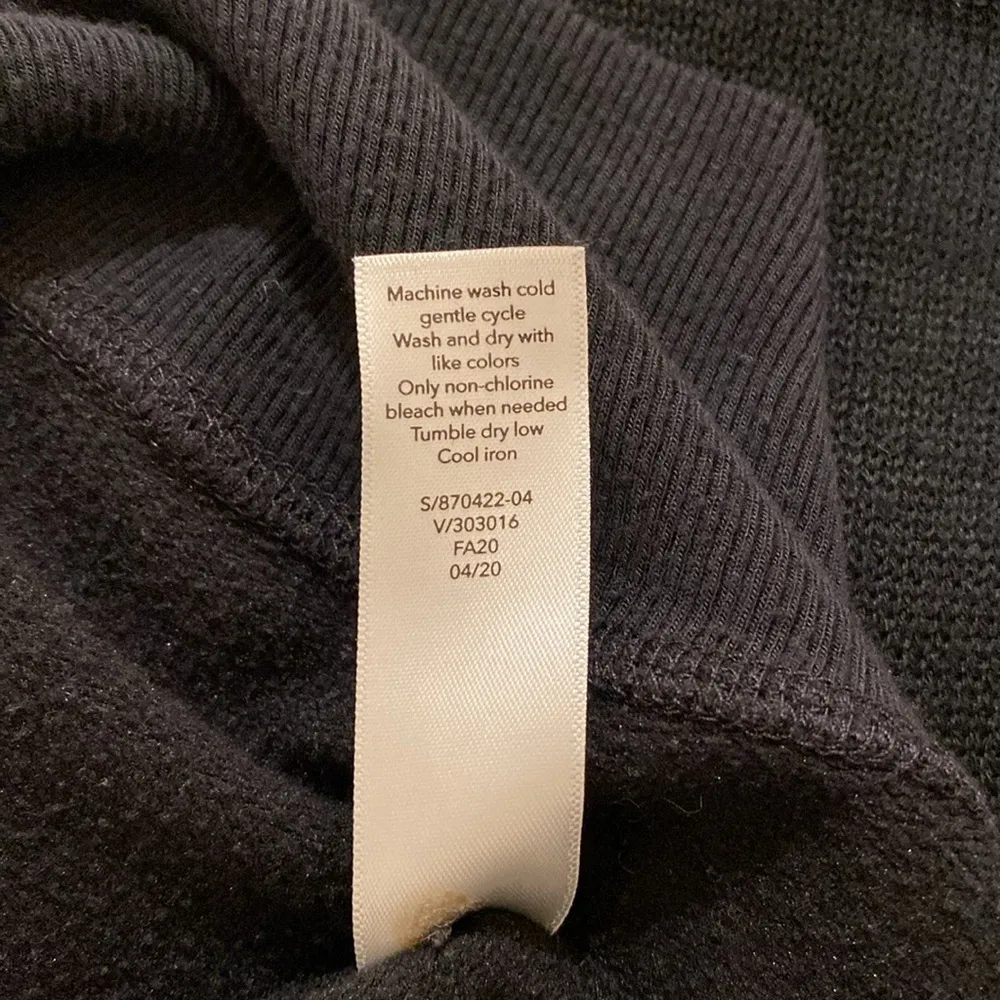 Machine wash cold
gentle cycle
Wash and dry with
like colors
Only non-chlorine
bleach when needed
Tumble dry low
Cool iron
S/870422-04
V/303016
FA20
04/20